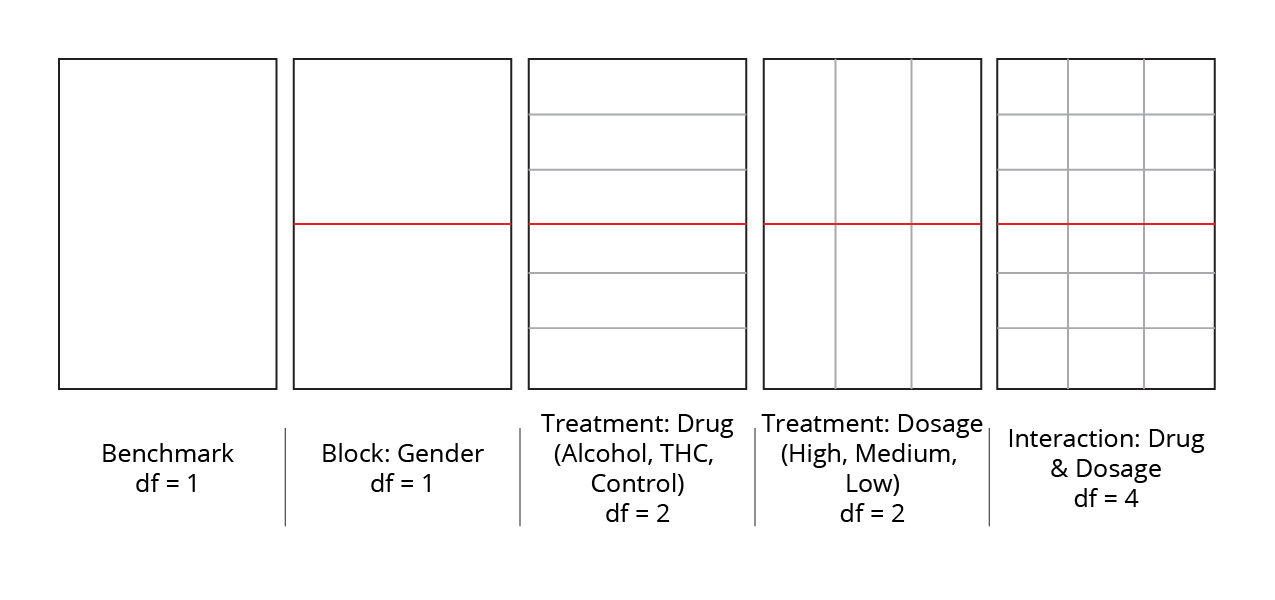 Benchmark
df = 1
Block: Gender
df = 1
Treatment: Drug
(Alcohol, THC,
Control)
df = 2
Treatment: Dosage
(High, Medium,
Low)
df = 2
Interaction: Drug
& Dosage
df = 4